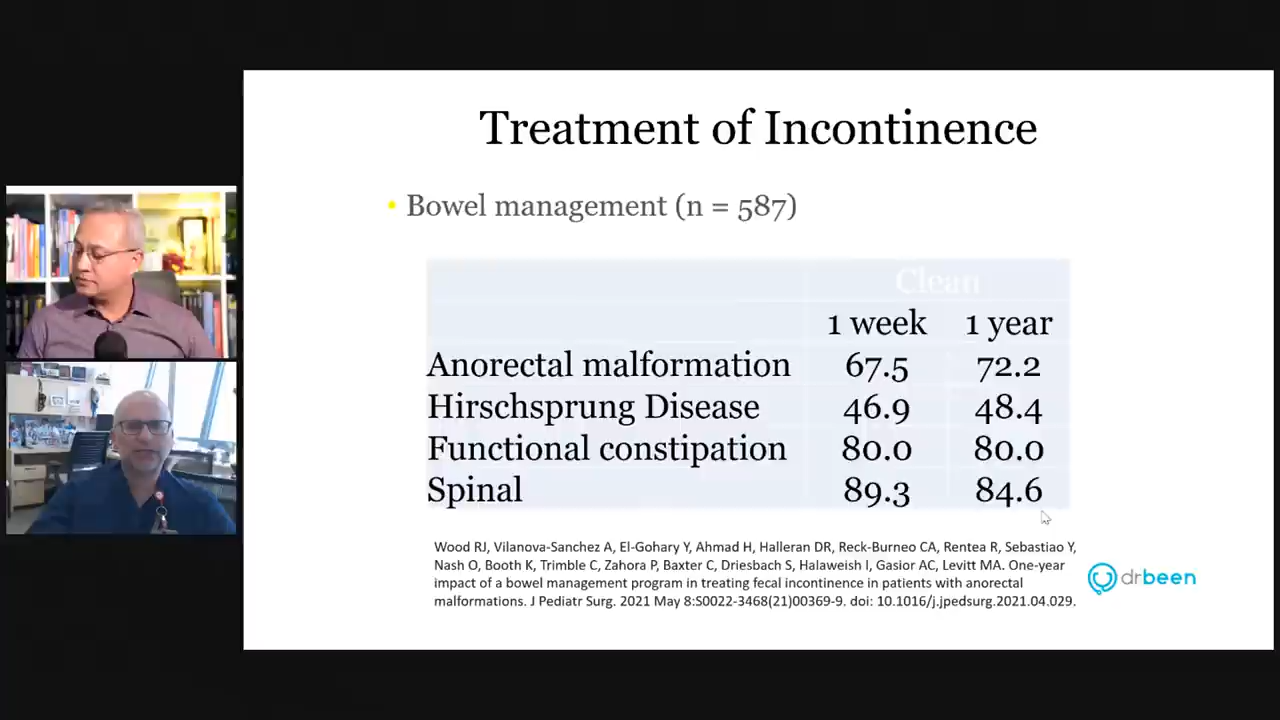 Treatment of Incontinence
• Bowel management (n = 587)
Clean
1 week 1 year
Anorectal malformation 67.5 72.2
Hirschsprung Disease 46.9 48.4
Functional constipation 80.0 80.0
Spinal 89.3 84.6
Wood RJ, Vilanova-Sanchez A, El-Gohary Y, Ahmad H, Halleran DR, Reck-Burneo CA, Rentea R, Sebastiao Y,
Nash O, Booth K, Trimble C, Zahora P, Baxter C, Driesbach S, Halaweish I, Gasior AC, Levitt MA. One-year
impact of a bowel management program in treating fecal incontinence in patients with anorectal
malformations. J Pediatr Surg. 2021 May 8:S0022-3468(21)00369-9. doi: 10.1016/j.jpedsurg.2021.04.029.
drbeen